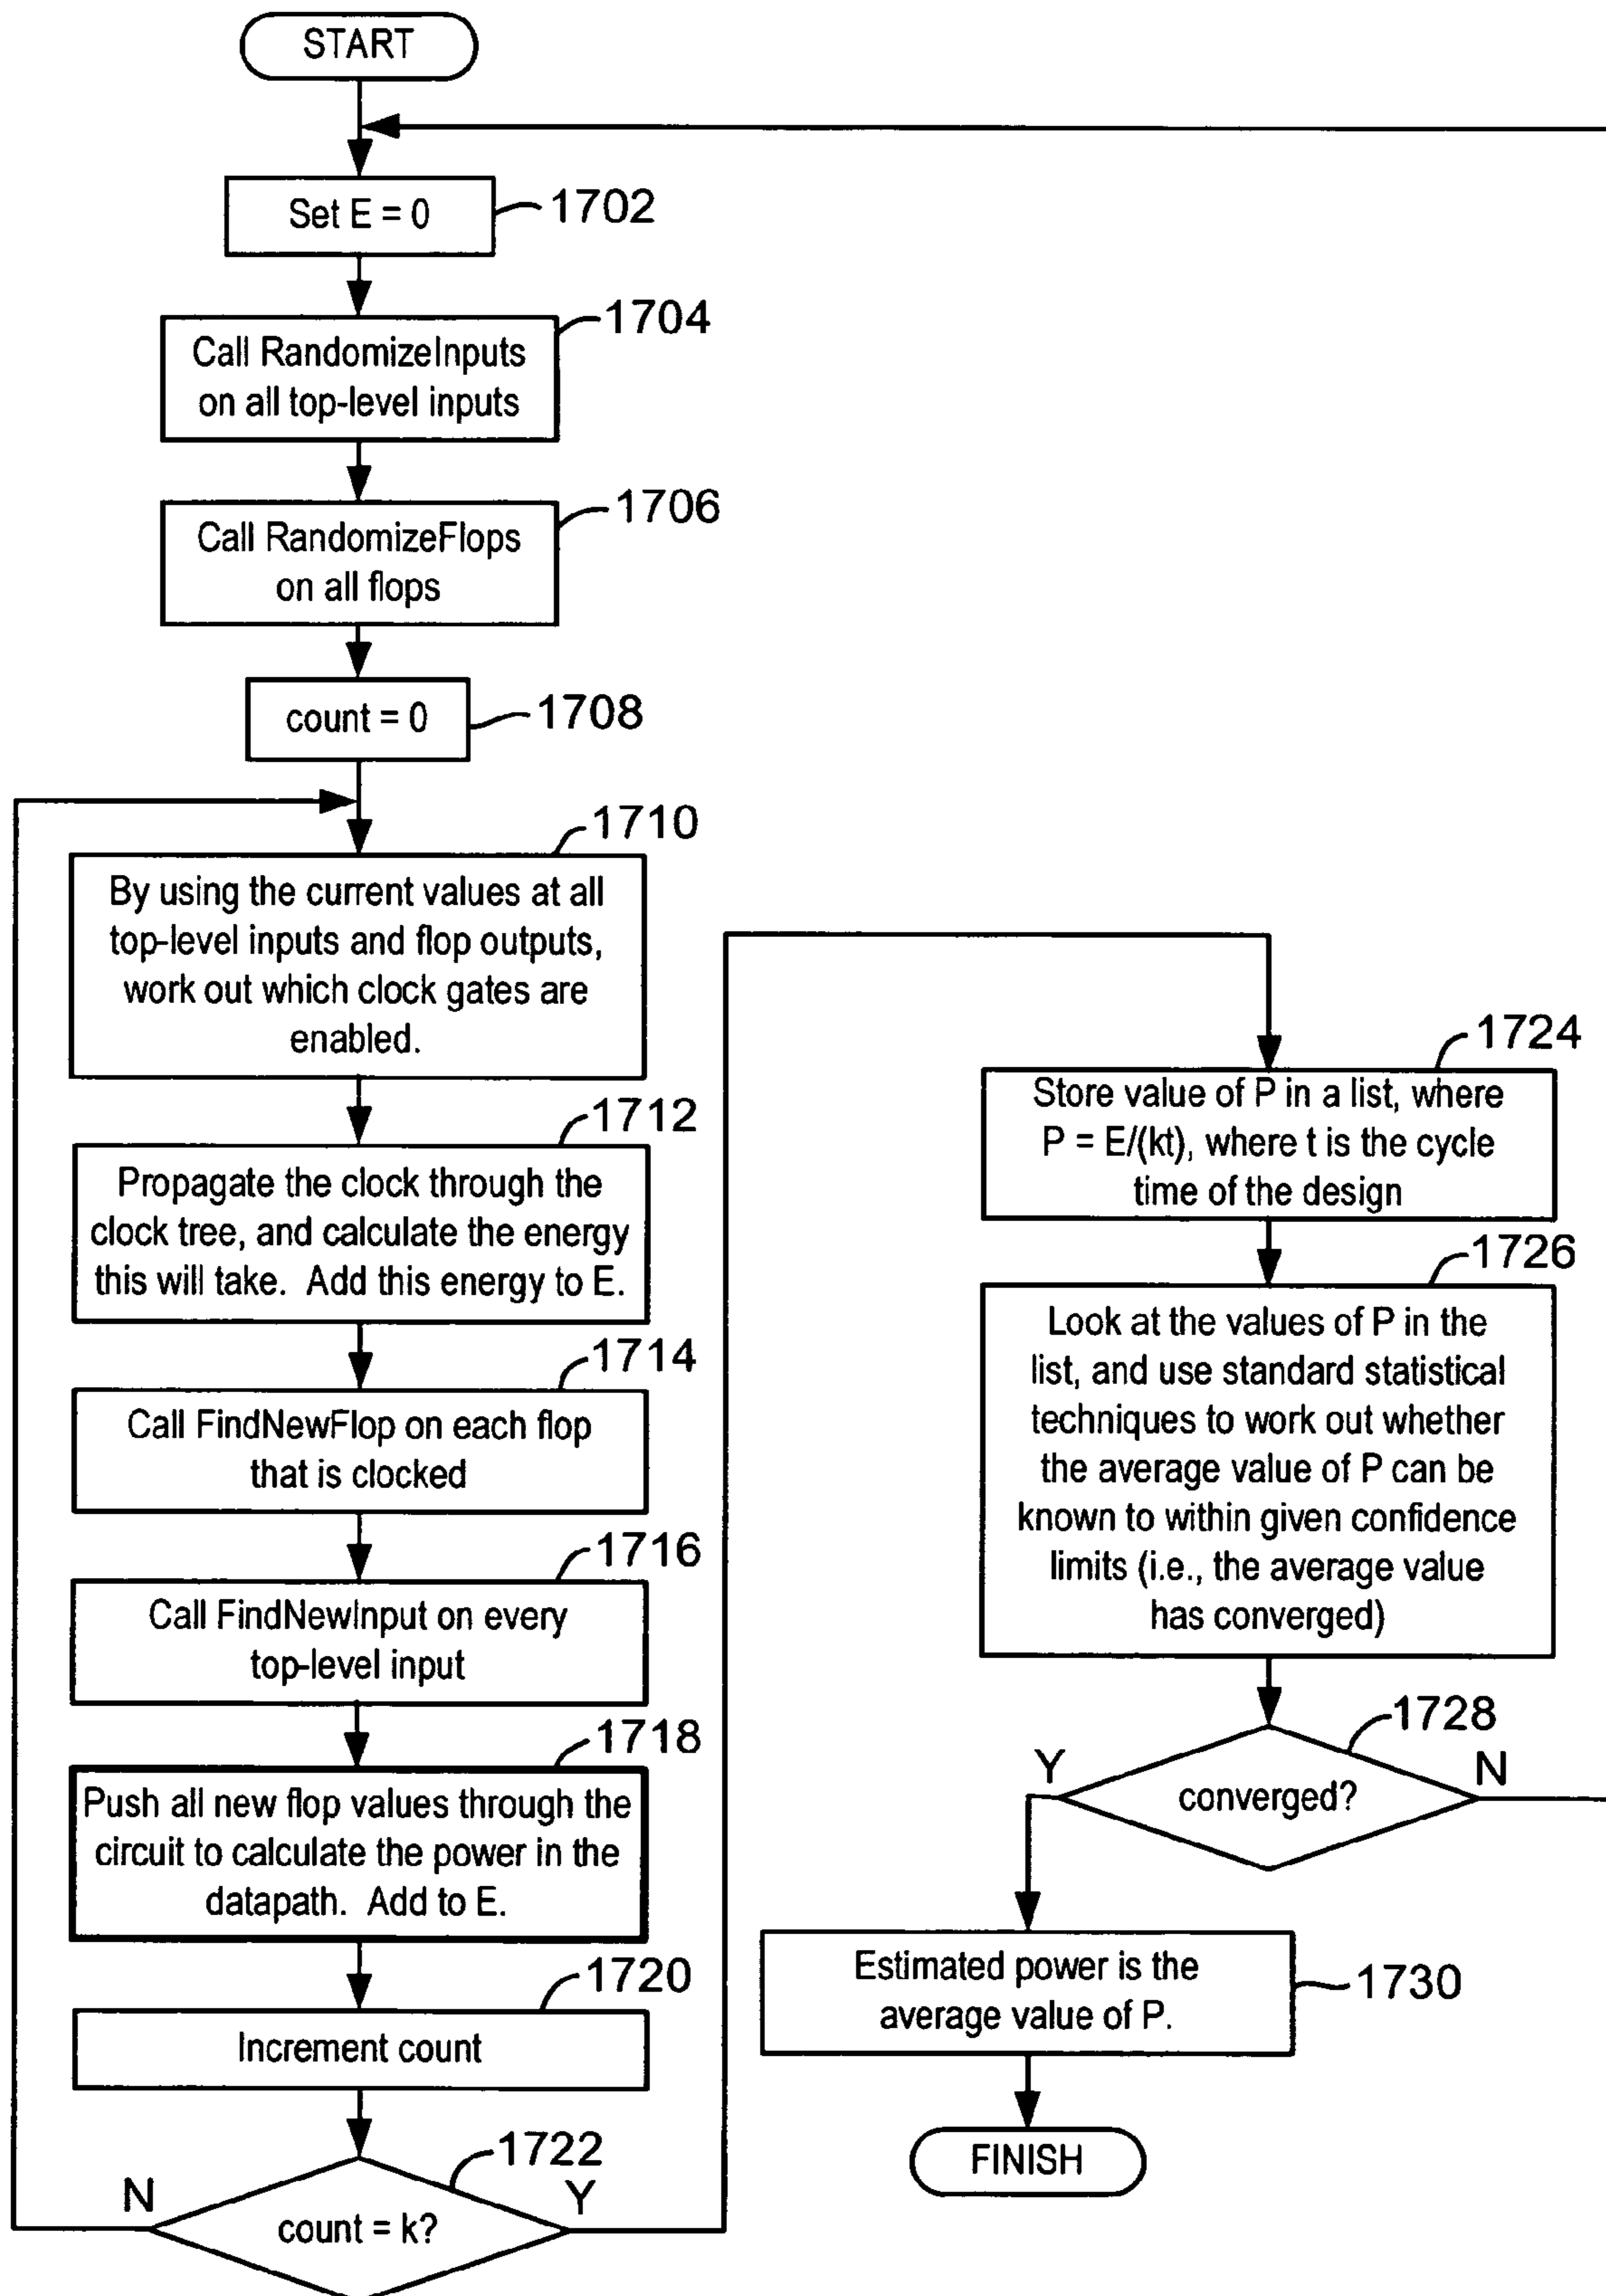 START
Set E = 0
1702
Call RandomizeInputs
on all top-level inputs
1704
Call RandomizeFlops
on all flops
1706
count = 0
1708
By using the current values at all
top-level inputs and flop outputs,
work out which clock gates are
enabled.
1710
Propagate the clock through the
clock tree, and calculate the energy
this will take. Add this energy to E.
1712
Call FindNewFlop on each flop
that is clocked
1714
Call FindNewInput on every
top-level input
1716
Push all new flop values through the
circuit to calculate the power in the
datapath. Add to E.
1718
Increment count
1720
count = k?
1722
N
Y
Store value of P in a list, where
P = E/(kt), where t is the cycle
time of the design
1724
Look at the values of P in the
list, and use standard statistical
techniques to work out whether
the average value of P can be
known to within given confidence
limits (i.e., the average value
has converged)
1726
converged?
1728
Y
N
Estimated power is the
average value of P.
1730
FINISH